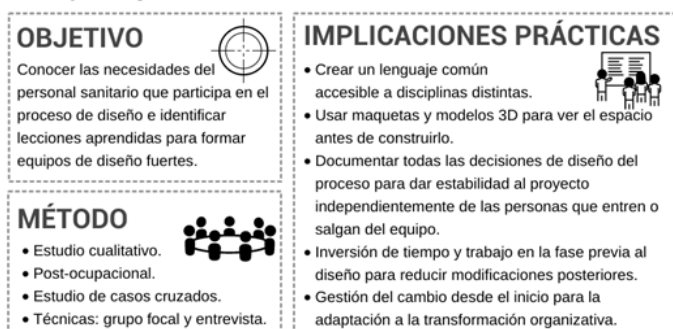 OBJETIVO
Conocer las necesidades del
personal sanitario que participa en el
proceso de diseño e identificar
lecciones aprendidas para formar
equipos de diseño fuertes.
MÉTODO
• Estudio cualitativo.
• Post-ocupacional.
• Estudio de casos cruzados.
• Técnicas: grupo focal y entrevista.
IMPLICACIONES PRÁCTICAS
• Crear un lenguaje común
accesible a disciplinas distintas.
• Usar maquetas y modelos 3D para ver el espacio
antes de construirlo.
• Documentar todas las decisiones de diseño del
proceso para dar estabilidad al proyecto
independientemente de las personas que entren o
salgan del equipo.
• Inversión de tiempo y trabajo en la fase previa al
diseño para reducir modificaciones posteriores.
• Gestión del cambio desde el inicio para la
adaptación a la transformación organizativa.